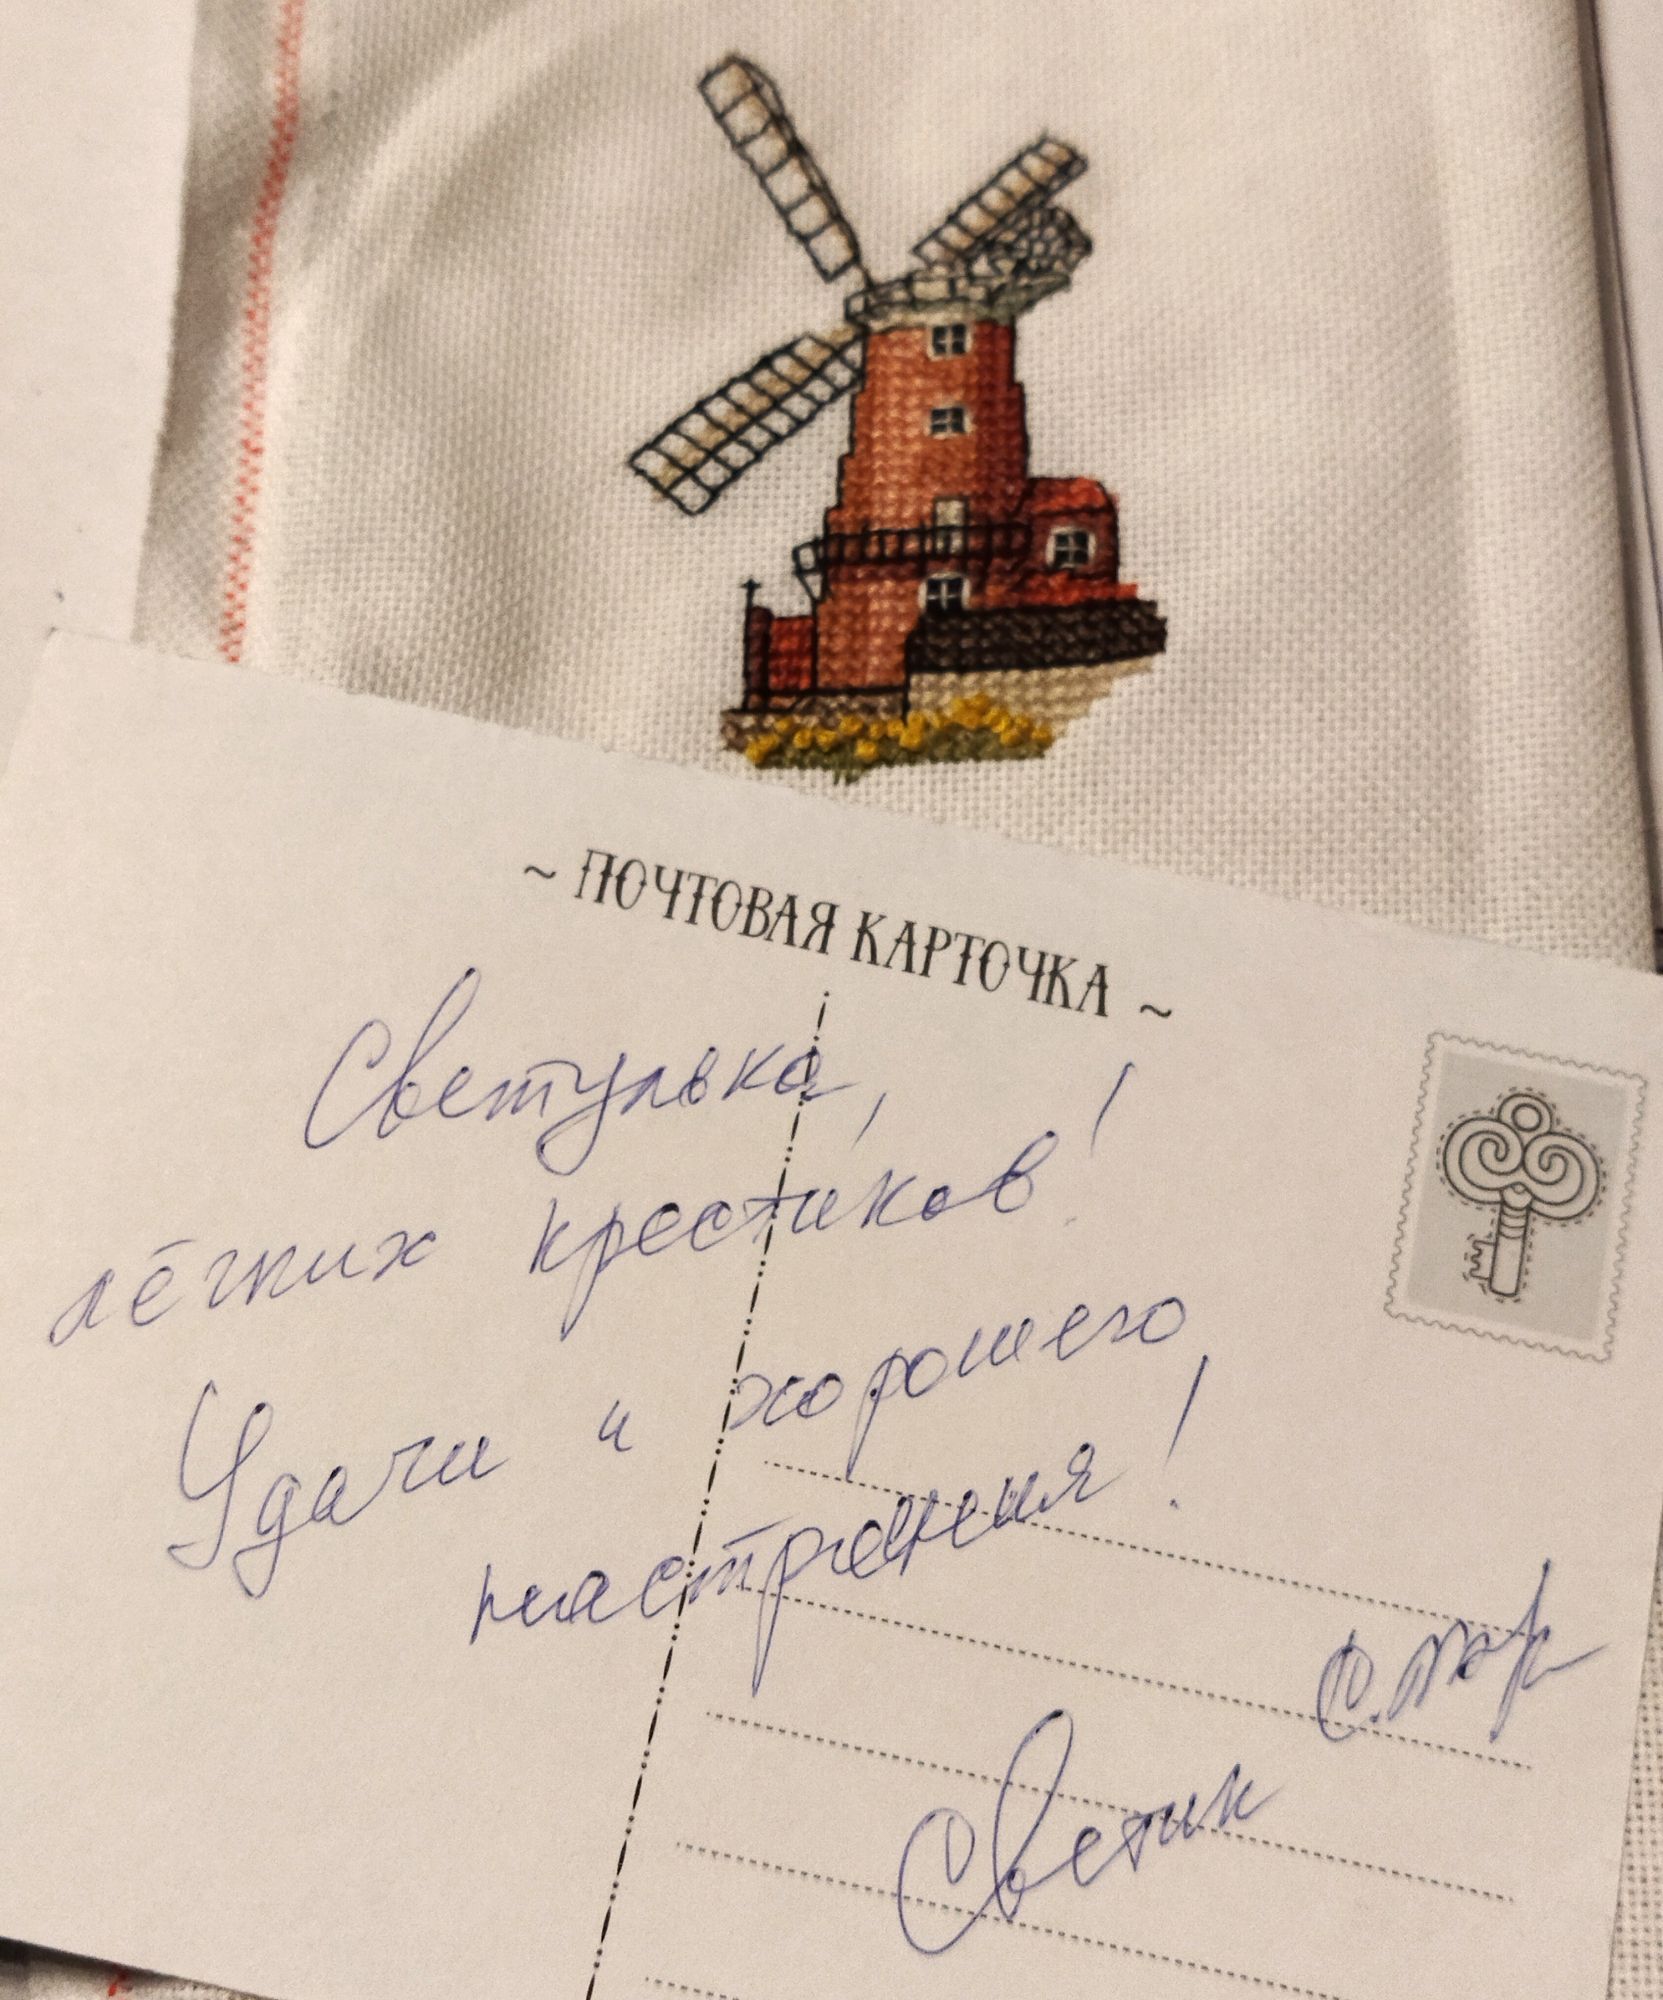 ~ ПОЧТОВАЯ КАРТОЧКА ~
Светулька,
лёгких крестиков!
Удачи и хорошего
настроения!
Светик